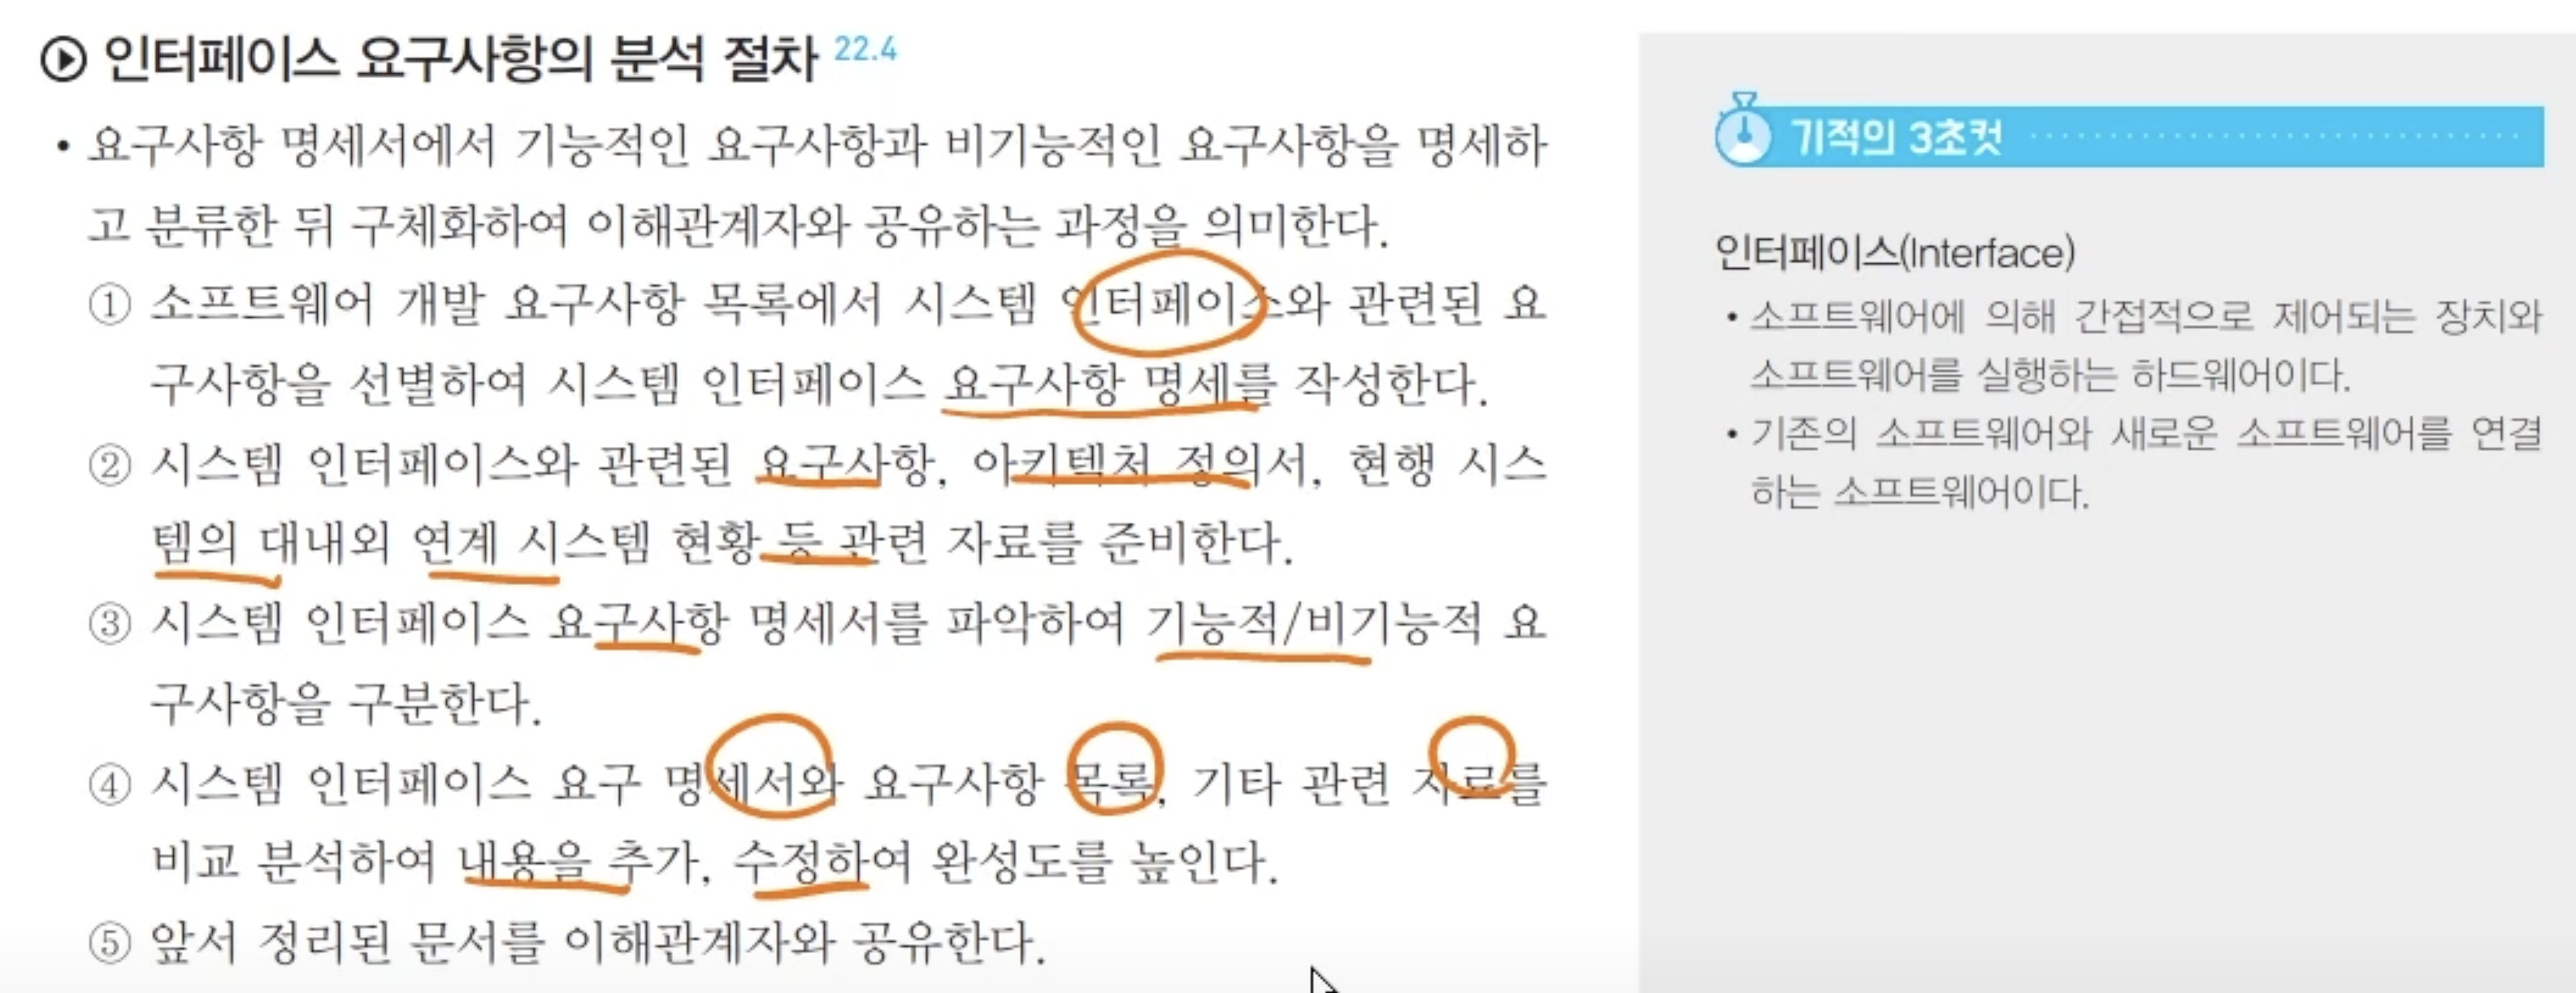 인터페이스 요구사항의 분석 절차 22.4
• 요구사항 명세서에서 기능적인 요구사항과 비기능적인 요구사항을 명세하
고 분류한 뒤 구체화하여 이해관계자와 공유하는 과정을 의미한다.
① 소프트웨어 개발 요구사항 목록에서 시스템 인터페이스와 관련된 요
구사항을 선별하여 시스템 인터페이스 요구사항 명세를 작성한다.
② 시스템 인터페이스와 관련된 요구사항, 아키텍처 정의서, 현행 시스
템의 대내외 연계 시스템 현황 등 관련 자료를 준비한다.
③ 시스템 인터페이스 요구사항 명세서를 파악하여 기능적/비기능적 요
구사항을 구분한다.
④ 시스템 인터페이스 요구 명세서와 요구사항 목록, 기타 관련 자료를
비교 분석하여 내용을 추가, 수정하여 완성도를 높인다.
⑤ 앞서 정리된 문서를 이해관계자와 공유한다.
기적의 3초컷
인터페이스(Interface)
• 소프트웨어에 의해 간접적으로 제어되는 장치와
소프트웨어를 실행하는 하드웨어이다.
• 기존의 소프트웨어와 새로운 소프트웨어를 연결
하는 소프트웨어이다.